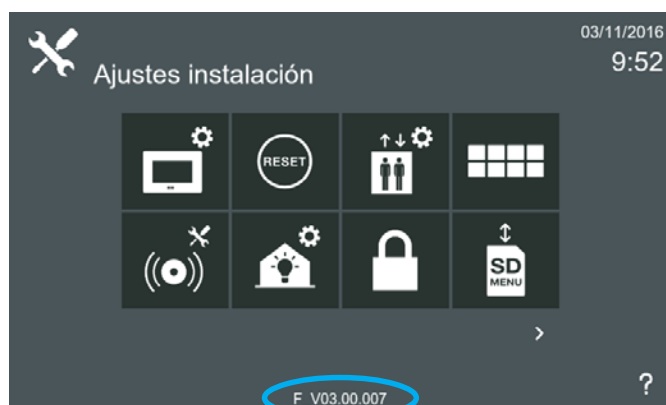 03/11/2016
9:52
Ajustes instalación
RESET
SD
MENU
F V03.00.007
?